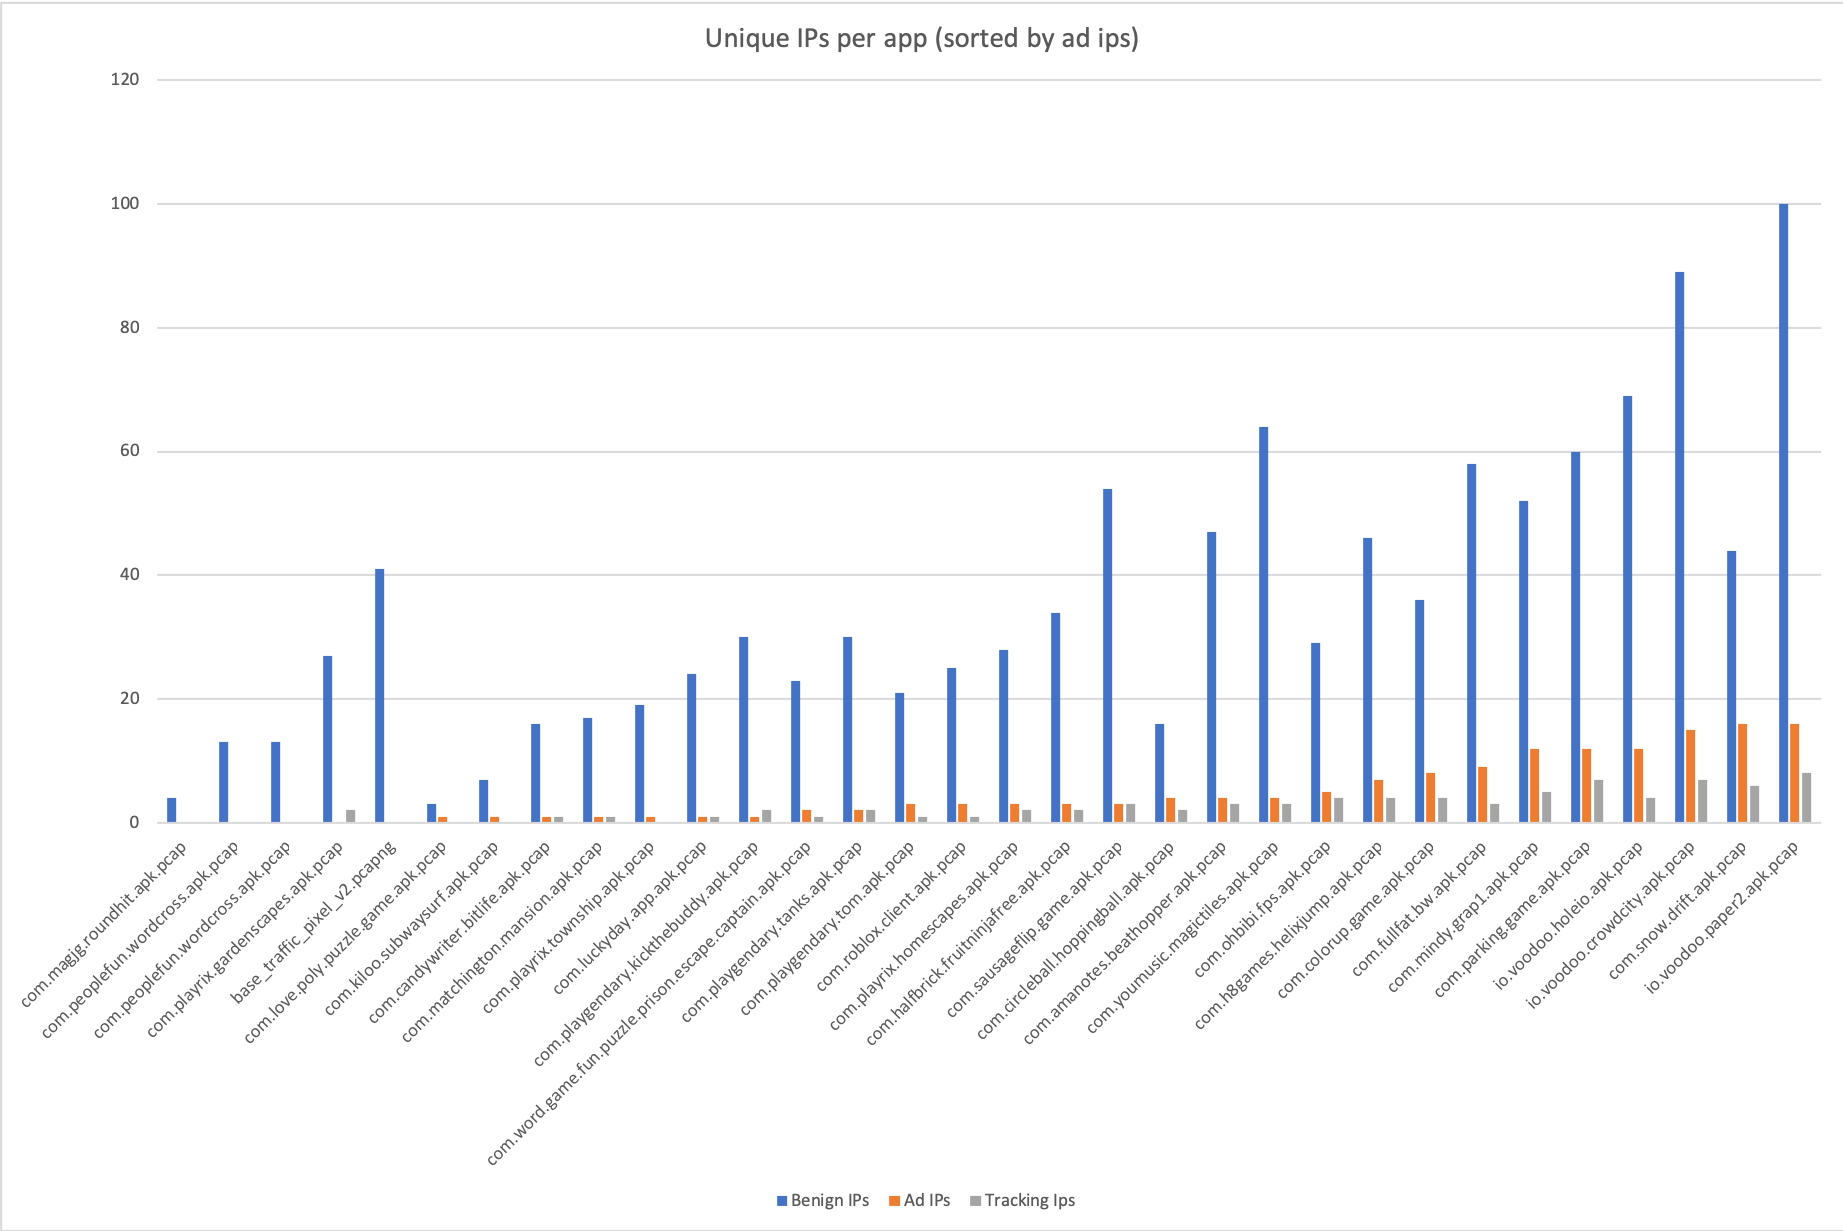 Unique IPs per app (sorted by ad ips)
120
100
80
60
40
20
0
com.magjg.roundhit.apk.pcap
com.peoplefun.wordcross.apk.pcap
com.peoplefun.wordcross.apk.pcap
com.playrix.gardenscapes.apk.pcap
base_traffic_pixel_v2.pcapng
com.love.poly.puzzle.game.apk.pcap
com.kiloo.subwaysurf.apk.pcap
com.candywriter.bitlife.apk.pcap
com.matchington.mansion.apk.pcap
com.playrix.township.apk.pcap
com.luckyday.app.apk.pcap
com.playgendary.kickthebuddy.apk.pcap
com.word.game.fun.puzzle.prison.escape.captain.apk.pcap
com.playgendary.tanks.apk.pcap
com.playgendary.tom.apk.pcap
com.roblox.client.apk.pcap
com.playrix.homescapes.apk.pcap
com.halfbrick.fruitninjafree.apk.pcap
com.sausageflip.game.apk.pcap
com.circleball.hoppingball.apk.pcap
com.amanotes.beathopper.apk.pcap
com.youmusic.magictiles.apk.pcap
com.ohbibi.fps.apk.pcap
com.h8games.helixjump.apk.pcap
com.colorup.game.apk.pcap
com.fullfat.bw.apk.pcap
com.mindy.grap1.apk.pcap
com.parking.game.apk.pcap
io.voodoo.holeio.apk.pcap
io.voodoo.crowdcity.apk.pcap
com.snow.drift.apk.pcap
io.voodoo.paper2.apk.pcap
Benign IPs
Ad IPs
Tracking Ips